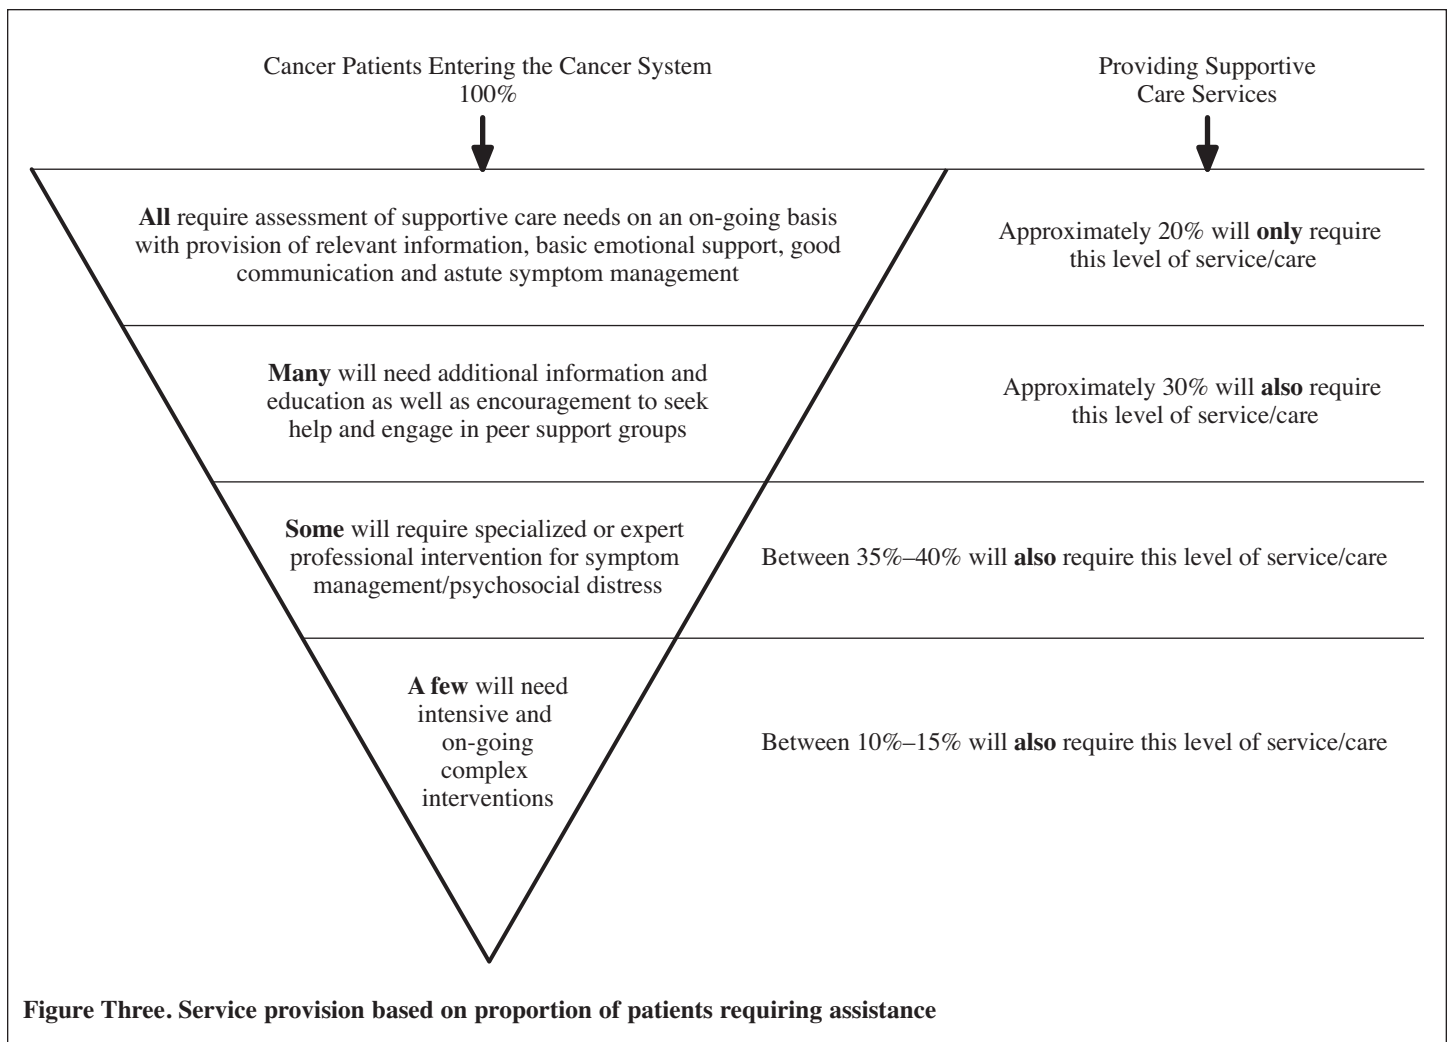 Cancer Patients Entering the Cancer System
100%
Providing Supportive
Care Services
All require assessment of supportive care needs on an on-going basis
with provision of relevant information, basic emotional support, good
communication and astute symptom management
Approximately 20% will only require
this level of service/care
Many will need additional information and
education as well as encouragement to seek
help and engage in peer support groups
Approximately 30% will also require
this level of service/care
Some will require specialized or expert
professional intervention for symptom
management/psychosocial distress
Between 35%–40% will also require this level of service/care
A few will need
intensive and
on-going
complex
interventions
Between 10%–15% will also require this level of service/care
Figure Three. Service provision based on proportion of patients requiring assistance